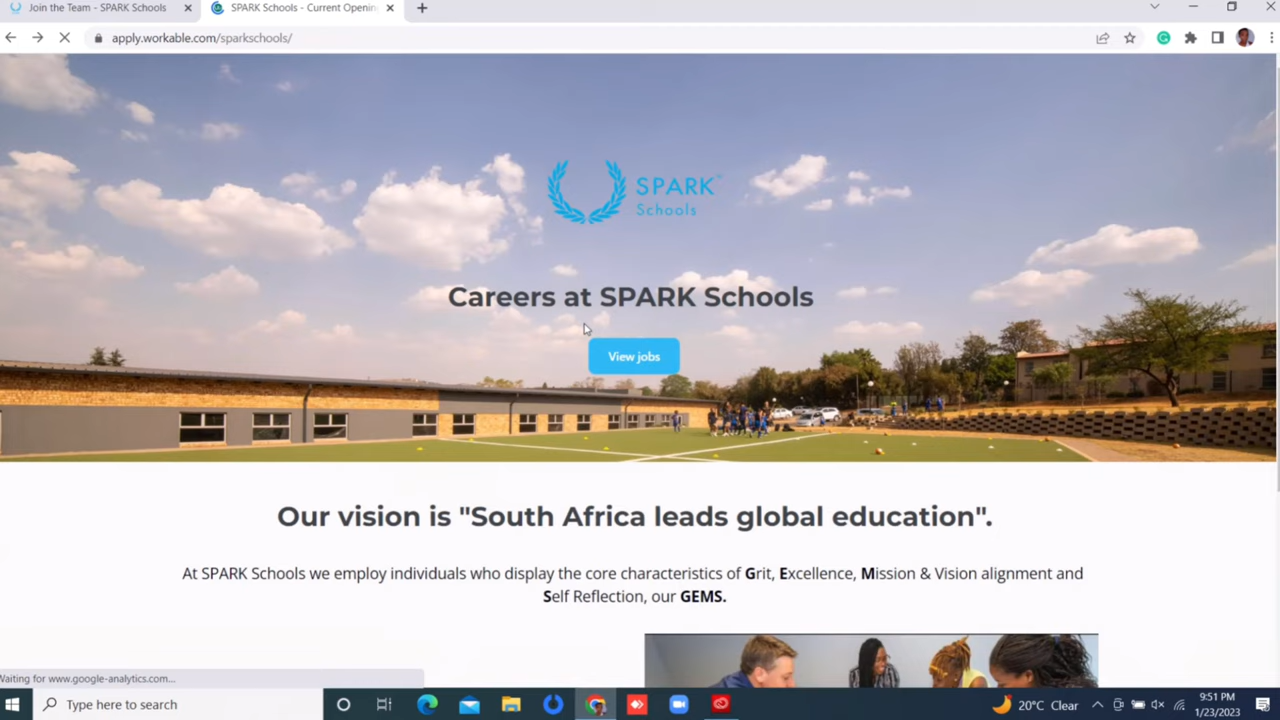 Join the Team - SPARK Schools
SPARK Schools - Current Openin
apply.workable.com/sparkschools/
SPARK™
Schools
Careers at SPARK Schools
View jobs
Our vision is "South Africa leads global education".
At SPARK Schools we employ individuals who display the core characteristics of Grit, Excellence, Mission & Vision alignment and
Self Reflection, our GEMS.
Waiting for www.google-analytics.com...
Type here to search
20°C Clear
9:51 PM
1/23/2023